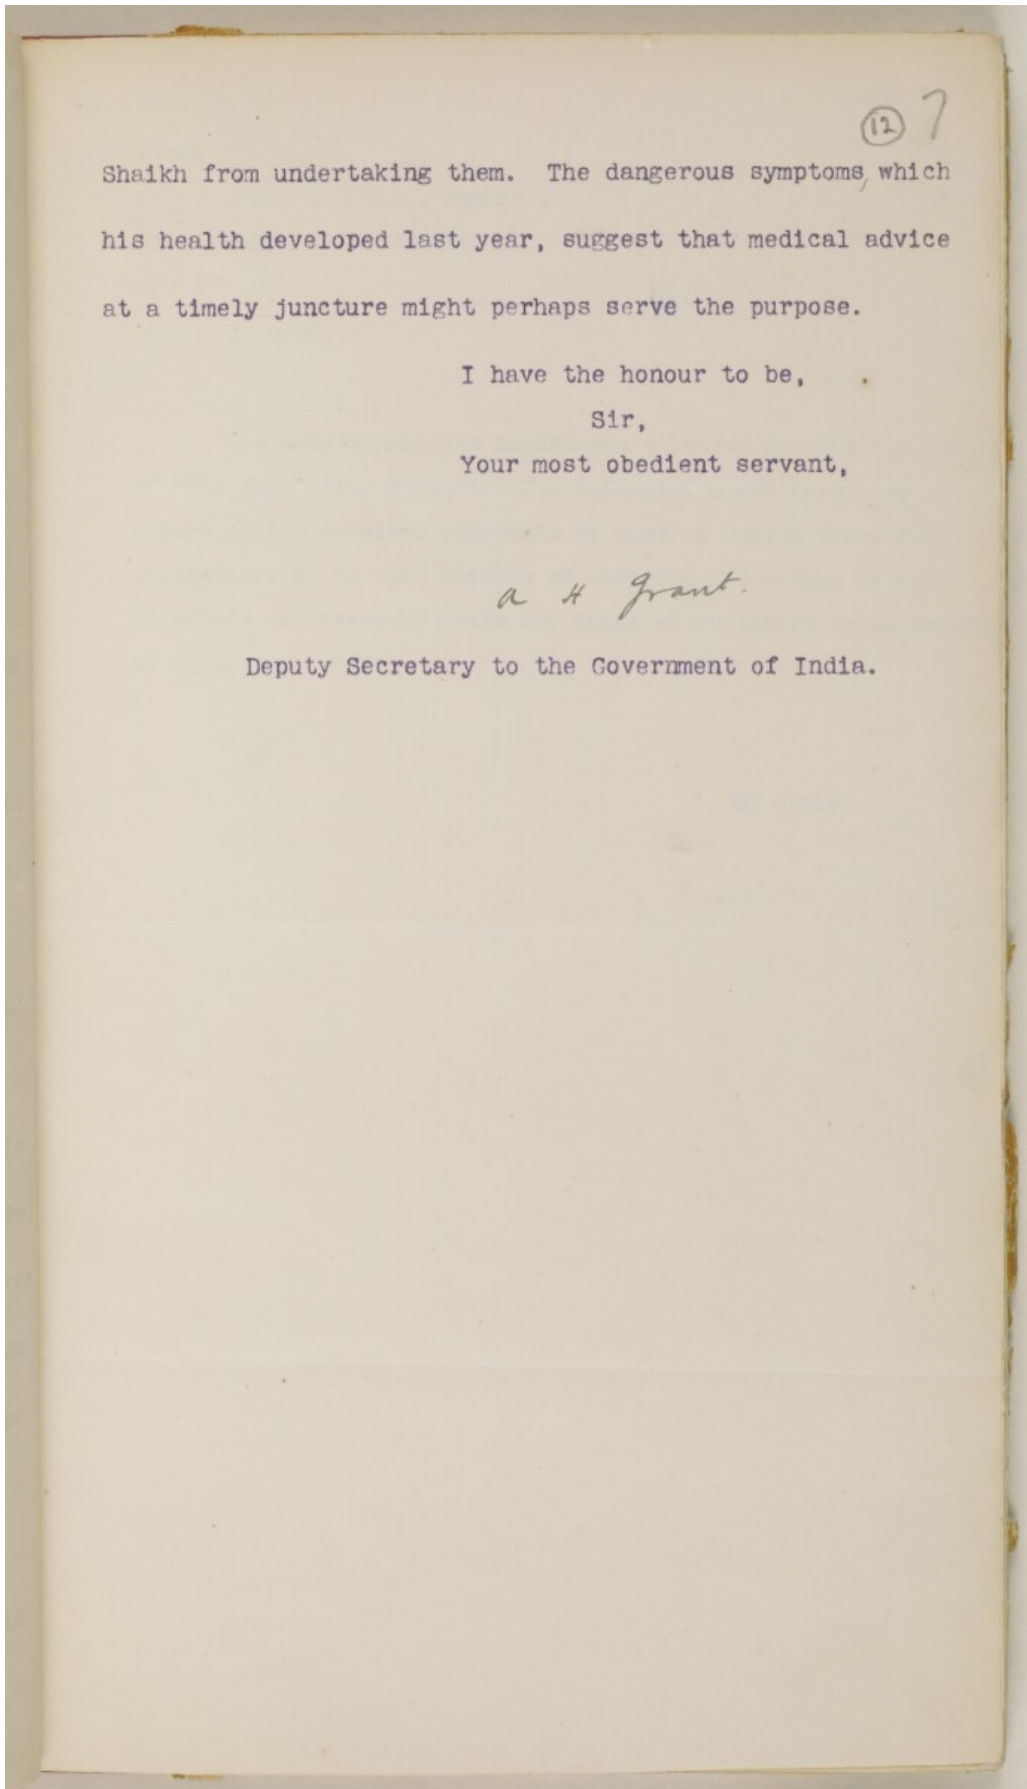 12 7
Shaikh from undertaking them. The dangerous symptoms, which
his health developed last year, suggest that medical advice
at a timely juncture might perhaps serve the purpose.
I have the honour to be,
Sir,
Your most obedient servant,
A H Grant.
Deputy Secretary to the Government of India.